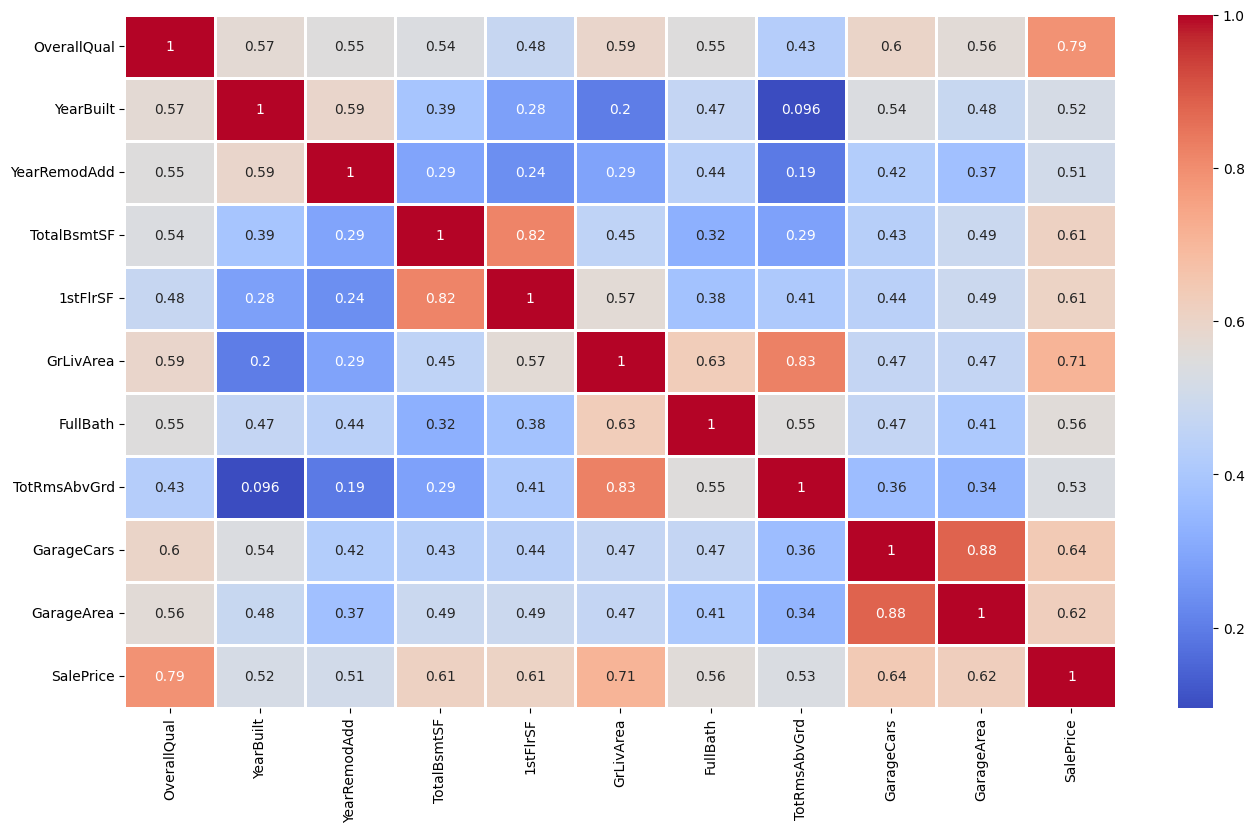 OverallQual 1 0.57 0.55 0.54 0.48 0.59 0.55 0.43 0.6 0.56 0.79
YearBuilt 0.57 1 0.59 0.39 0.28 0.2 0.47 0.096 0.54 0.48 0.52
YearRemodAdd 0.55 0.59 1 0.29 0.24 0.29 0.44 0.19 0.42 0.37 0.51
TotalBsmtSF 0.54 0.39 0.29 1 0.82 0.45 0.32 0.29 0.43 0.49 0.61
1stFlrSF 0.48 0.28 0.24 0.82 1 0.57 0.38 0.41 0.44 0.49 0.61
GrLivArea 0.59 0.2 0.29 0.45 0.57 1 0.63 0.83 0.47 0.47 0.71
FullBath 0.55 0.47 0.44 0.32 0.38 0.63 1 0.55 0.47 0.41 0.56
TotRmsAbvGrd 0.43 0.096 0.19 0.29 0.41 0.83 0.55 1 0.36 0.34 0.53
GarageCars 0.6 0.54 0.42 0.43 0.44 0.47 0.47 0.36 1 0.88 0.64
GarageArea 0.56 0.48 0.37 0.49 0.49 0.47 0.41 0.34 0.88 1 0.62
SalePrice 0.79 0.52 0.51 0.61 0.61 0.71 0.56 0.53 0.64 0.62 1
OverallQual
YearBuilt
YearRemodAdd
TotalBsmtSF
1stFlrSF
GrLivArea
FullBath
TotRmsAbvGrd
GarageCars
GarageArea
SalePrice
1.0
0.8
0.6
0.4
0.2